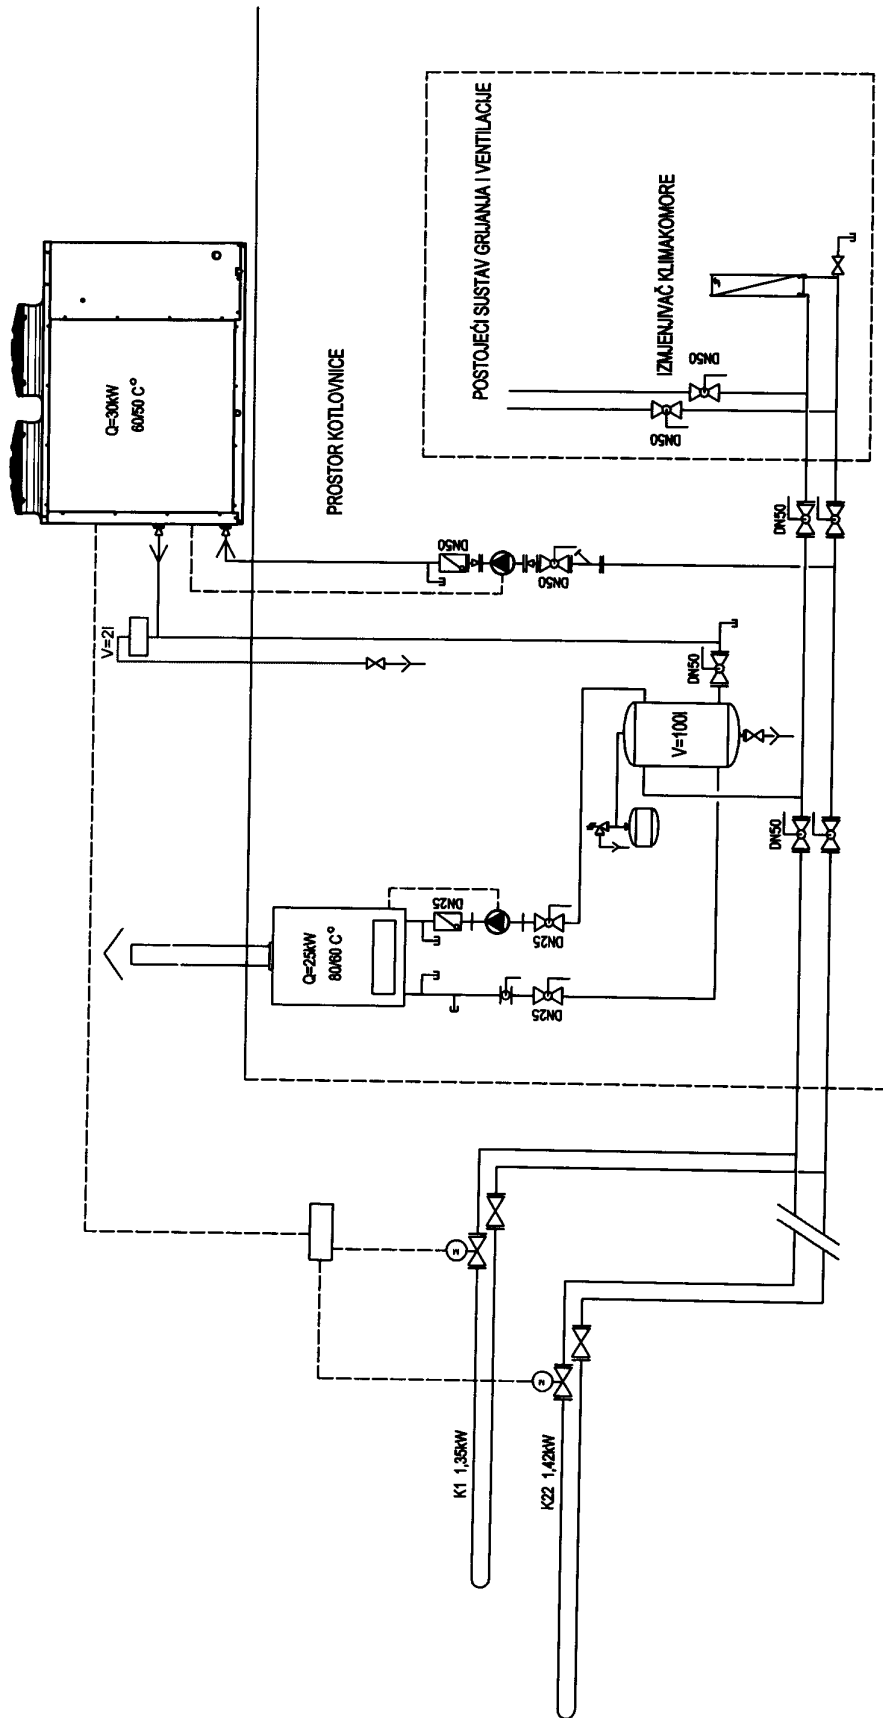 Q=30kW
60/50 C°
PROSTOR KOTLOVNICE
POSTOJEĆI SUSTAV GRIJANJA I VENTILACIJE
IZMJENJIVAČ KLIMAKOMORE
DN50
DN50
DN50
DN50
DN50
V=2l
DN50
V=100l
DN50
Q=25kW
80/60 C°
DN25
DN25
DN25
M
M
K1 1,35kW
K22 1,42kW